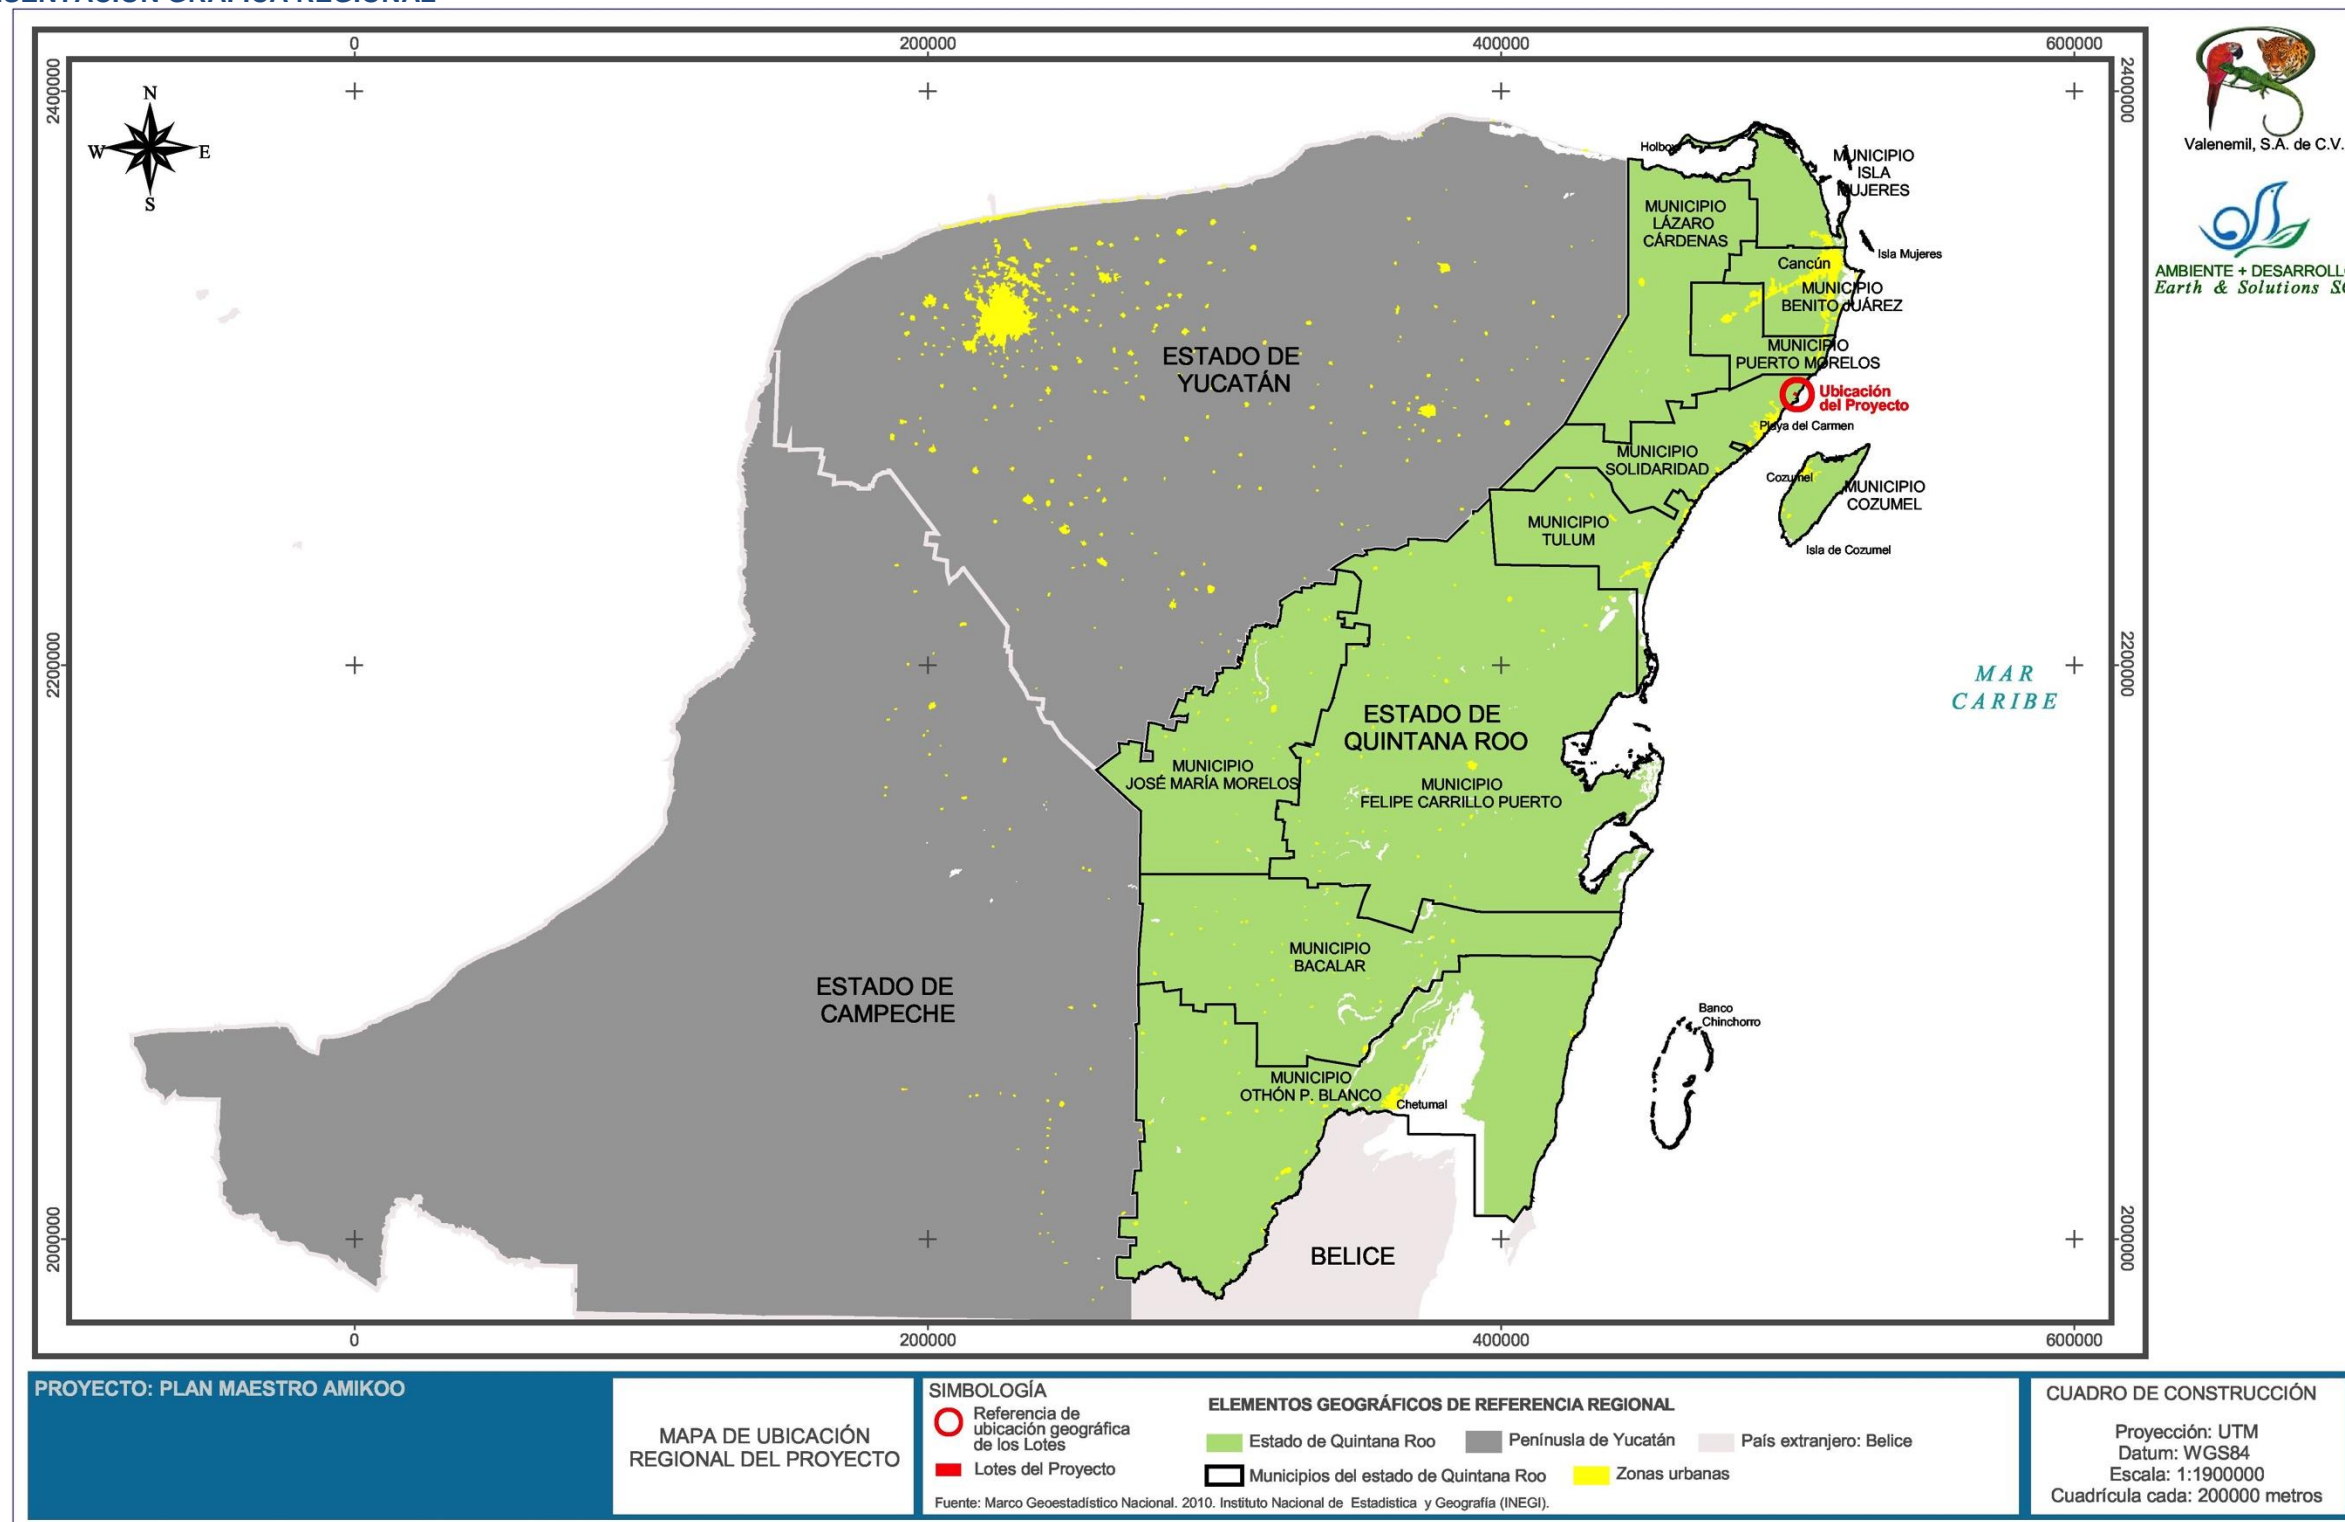 0 200000 400000 600000
2400000 2400000
N
W E
S
Valenemil, S.A. de C.V.
AMBIENTE + DESARROLLO
Earth & Solutions
Holbox
MUNICIPIO
ISLA
MUJERES
MUNICIPIO
LÁZARO
CÁRDENAS
Isla Mujeres
Cancún
MUNICIPIO
BENITO JUÁREZ
MUNICIPIO
PUERTO MORELOS
ESTADO DE
YUCATÁN
Ubicación
del Proyecto
Playa del Carmen
MUNICIPIO
SOLIDARIDAD
Cozumel
MUNICIPIO
COZUMEL
MUNICIPIO
TULUM
Isla de Cozumel
2200000 2200000
MAR
CARIBE
ESTADO DE
QUINTANA ROO
MUNICIPIO
JOSÉ MARÍA MORELOS
MUNICIPIO
FELIPE CARRILLO PUERTO
MUNICIPIO
BACALAR
ESTADO DE
CAMPECHE
Banco
Chinchorro
MUNICIPIO
OTHÓN P. BLANCO
Chetumal
2000000 2000000
BELICE
0 200000 400000 600000
PROYECTO: PLAN MAESTRO AMIKOO
MAPA DE UBICACIÓN
REGIONAL DEL PROYECTO
SIMBOLOGÍA
Referencia de
ubicación geográfica
de los Lotes
Lotes del Proyecto
ELEMENTOS GEOGRÁFICOS DE REFERENCIA REGIONAL
Estado de Quintana Roo Penínusla de Yucatán País extranjero: Belice
Municipios del estado de Quintana Roo Zonas urbanas
Fuente: Marco Geoestadístico Nacional. 2010. Instituto Nacional de Estadistica y Geografía (INEGI).
CUADRO DE CONSTRUCCIÓN
Proyección: UTM
Datum: WGS84
Escala: 1:1900000
Cuadrícula cada: 200000 metros